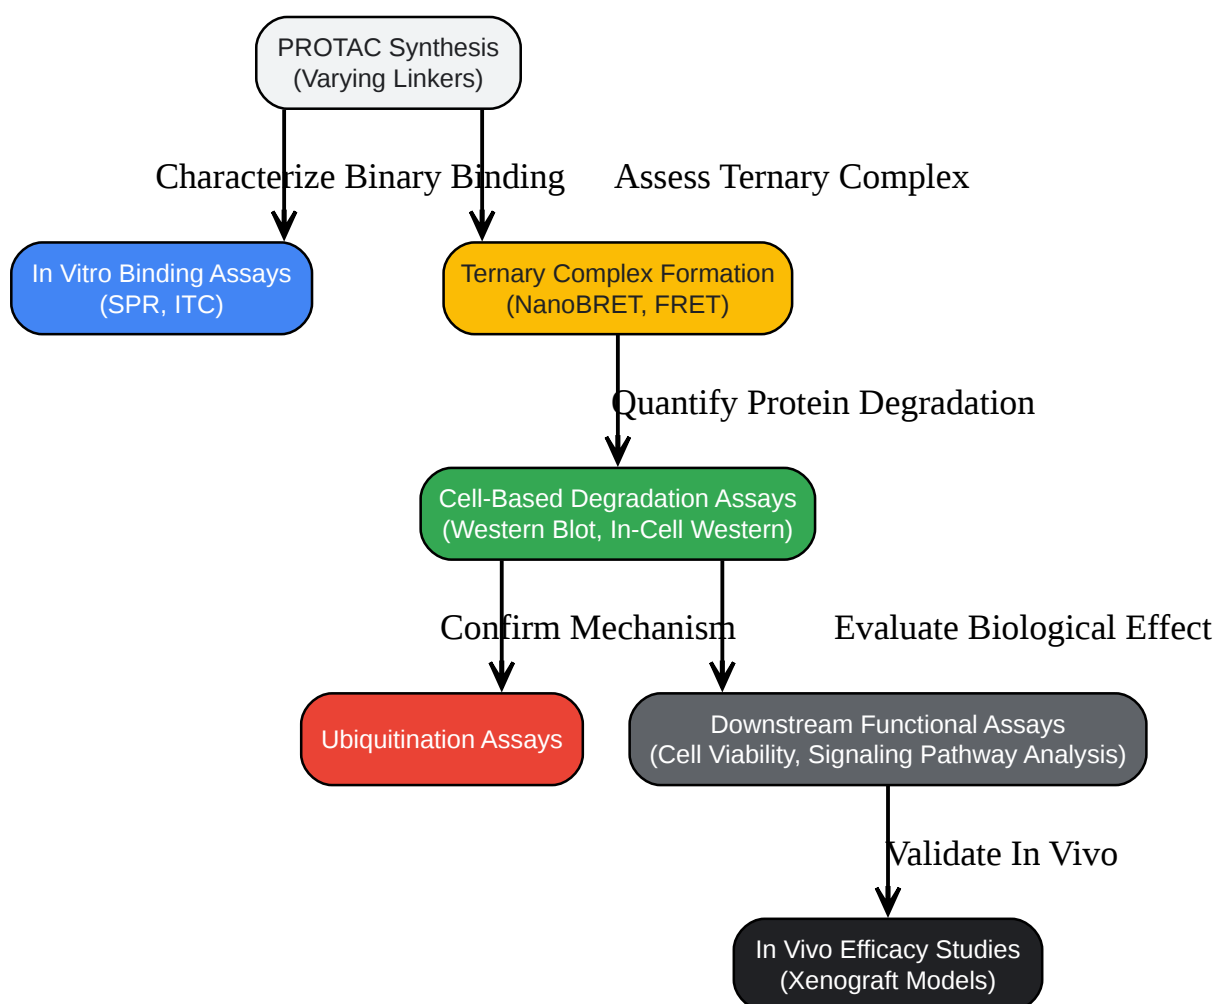 PROTAC Synthesis
(Varying Linkers)
Characterize Binary Binding
Assess Ternary Complex
In Vitro Binding Assays
(SPR, ITC)
Ternary Complex Formation
(NanoBRET, FRET)
Quantify Protein Degradation
Cell-Based Degradation Assays
(Western Blot, In-Cell Western)
Confirm Mechanism
Evaluate Biological Effect
Ubiquitination Assays
Downstream Functional Assays
(Cell Viability, Signaling Pathway Analysis)
Validate In Vivo
In Vivo Efficacy Studies
(Xenograft Models)